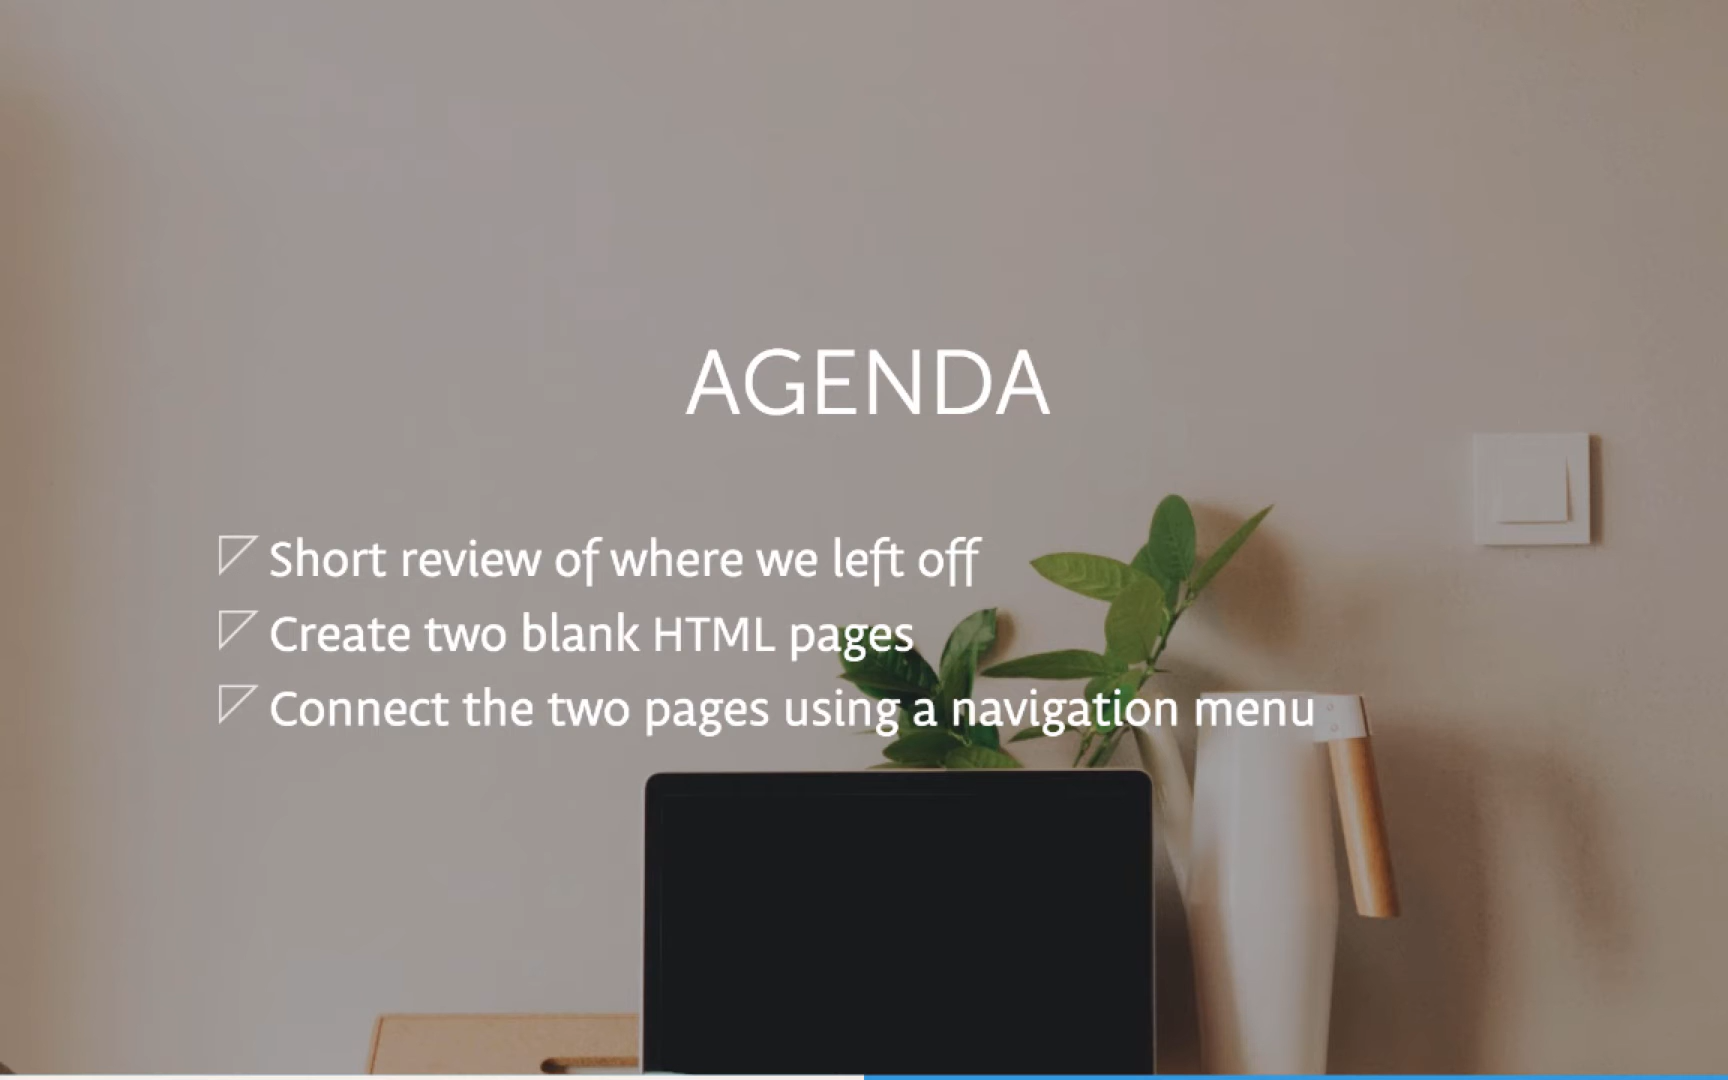 AGENDA
Short review of where we left off
Create two blank HTML pages
Connect the two pages using a navigation menu